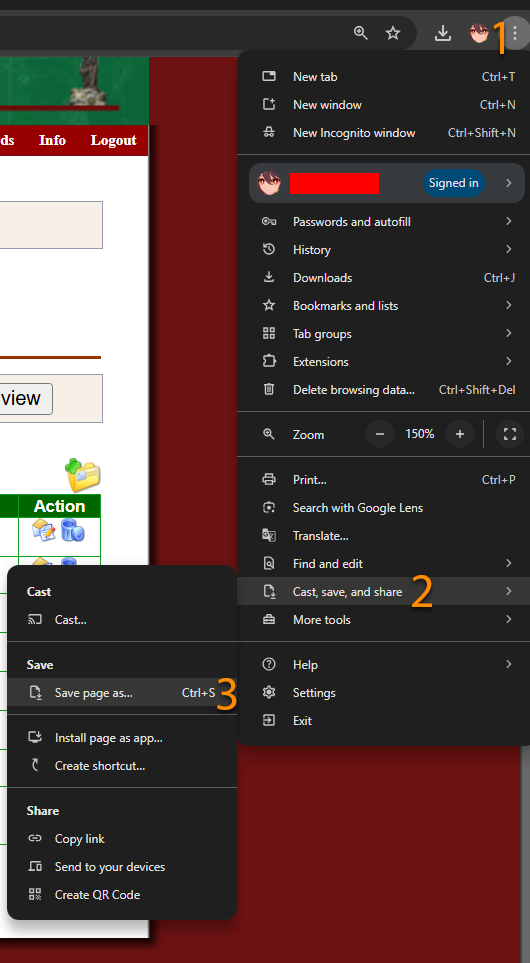 1
ds Info Logout
New tab Ctrl+T
New window Ctrl+N
New Incognito window Ctrl+Shift+N
Signed in
Passwords and autofill
History
Downloads Ctrl+J
Bookmarks and lists
Tab groups
Extensions
Delete browsing data... Ctrl+Shift+Del
view
Zoom 150%
Print... Ctrl+P
Action
Search with Google Lens
Translate...
Find and edit
Cast, save, and share 2
More tools
Help
Settings
Exit
Cast
Cast...
Save
Save page as... Ctrl+S 3
Install page as app...
Create shortcut...
Share
Copy link
Send to your devices
Create QR Code